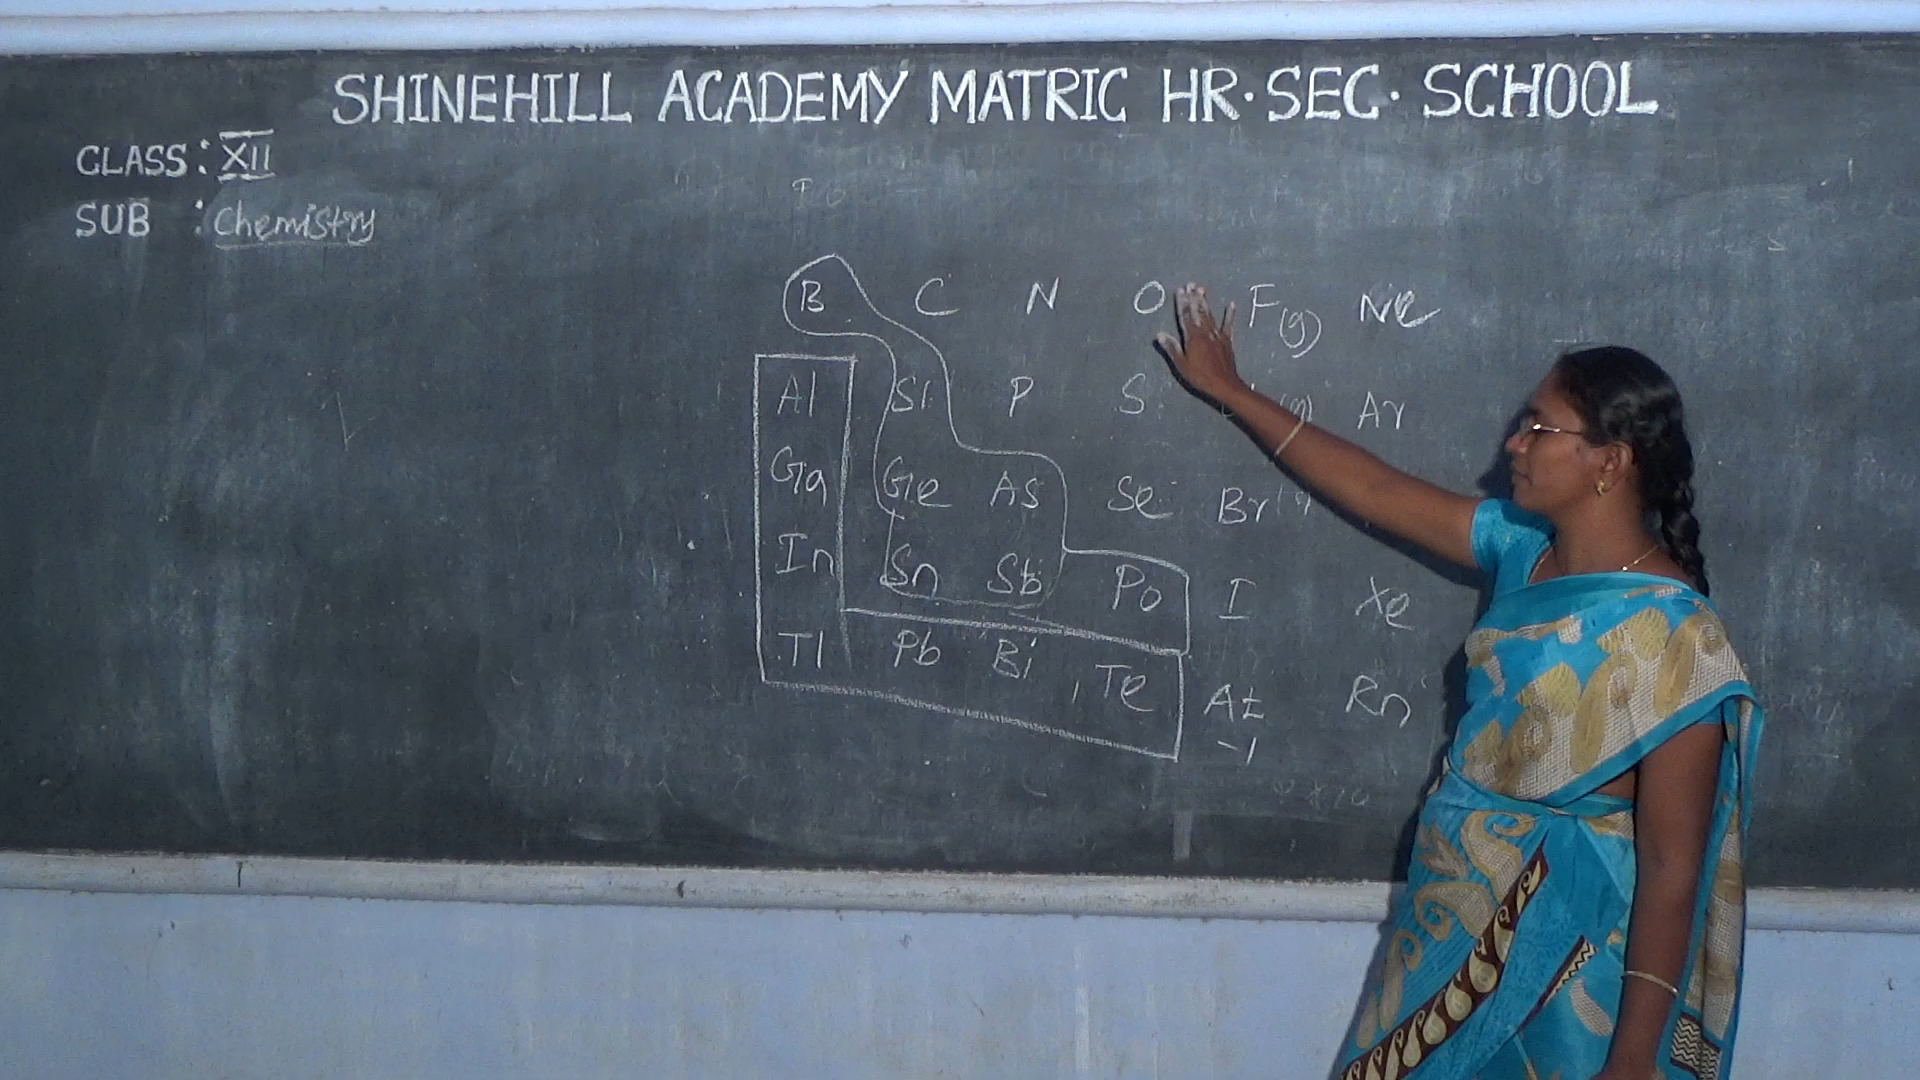 SHINEHILL ACADEMY MATRIC HR·SEC· SCHOOL
CLASS : XII
SUB : Chemistry
B C N O F(g) Ne
Al Si P S (g) Ar
Ga Ge As Se Br
In Sn Sb Po I Xe
Tl Pb Bi Te At Rn
-1